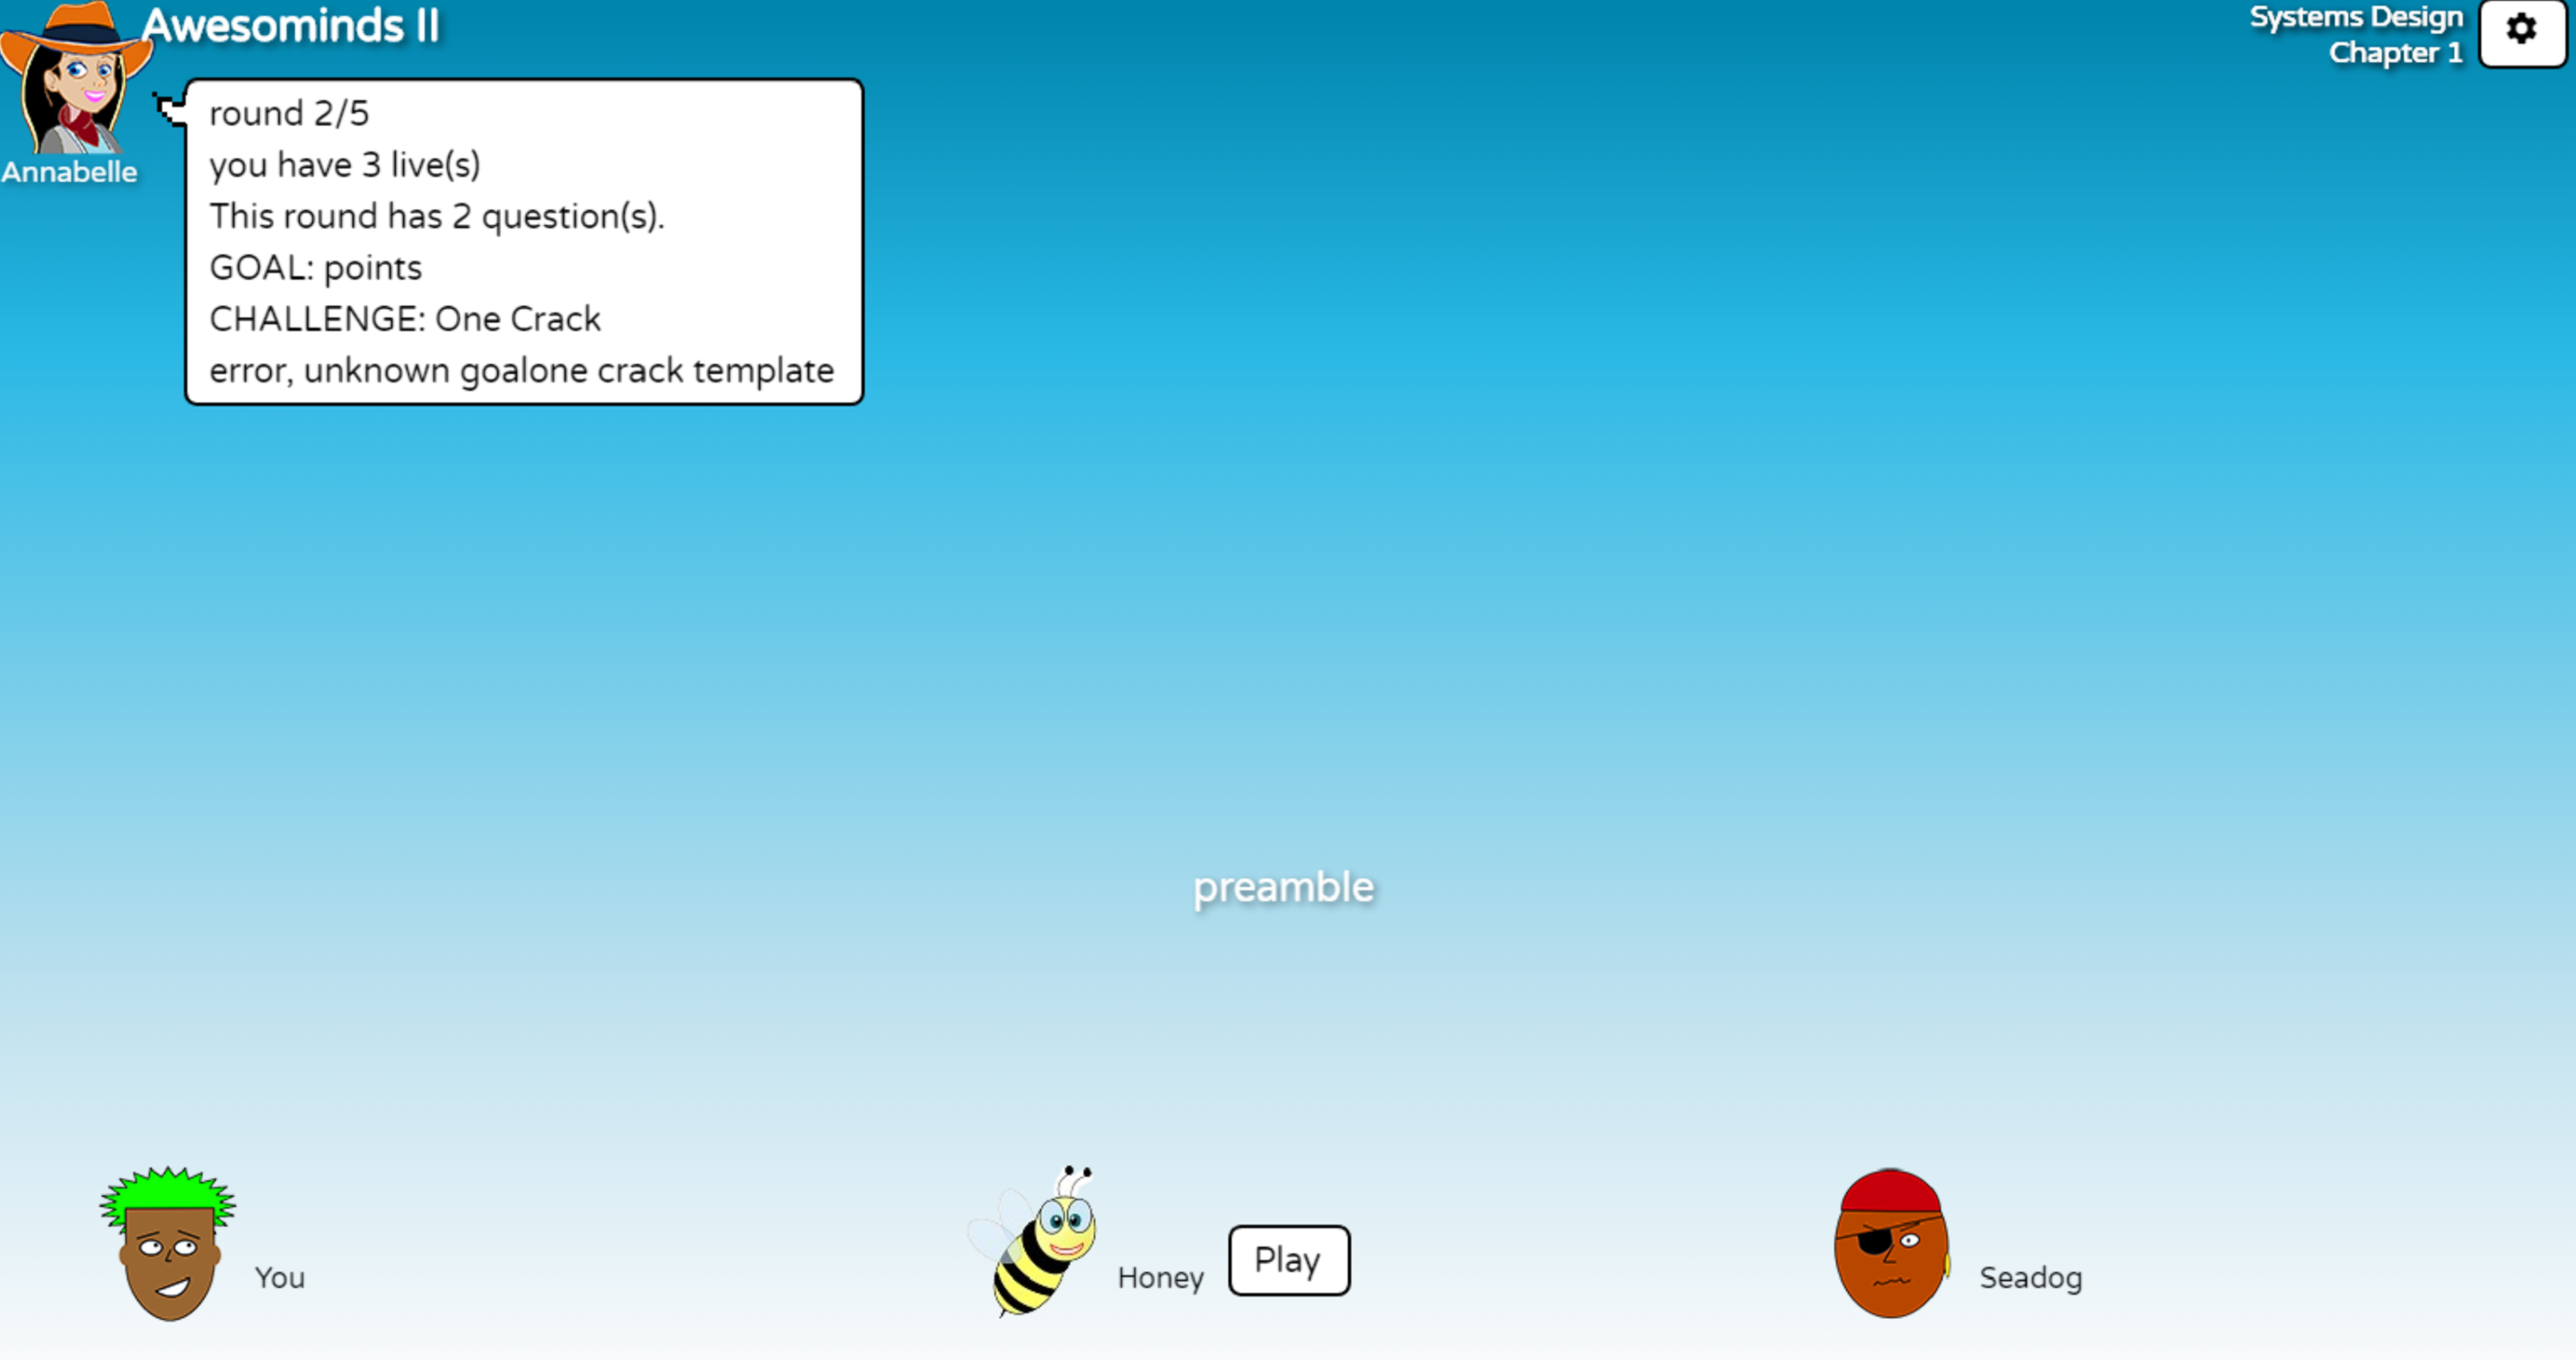 Awesominds II
Systems Design
Chapter 1
Annabelle
round 2/5
you have 3 live(s)
This round has 2 question(s).
GOAL: points
CHALLENGE: One Crack
error, unknown goalone crack template
preamble
You
Honey
Play
Seadog